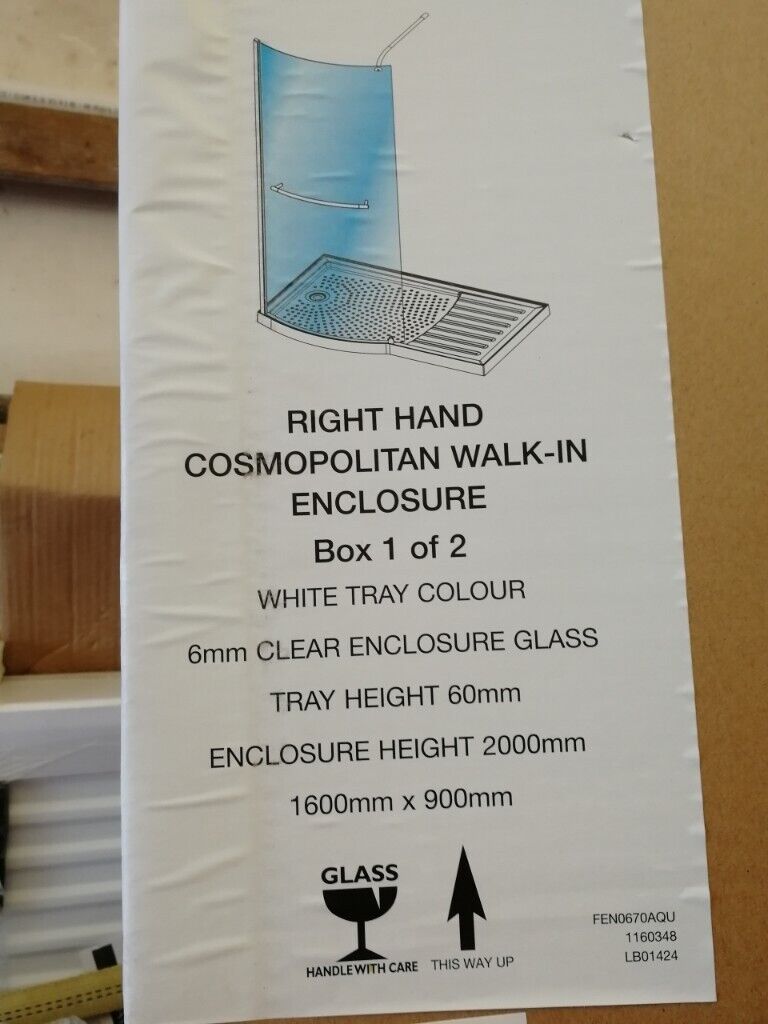 RIGHT HAND
COSMOPOLITAN WALK-IN
ENCLOSURE
Box 1 of 2
WHITE TRAY COLOUR
6mm CLEAR ENCLOSURE GLASS
TRAY HEIGHT 60mm
ENCLOSURE HEIGHT 2000mm
1600mm x 900mm
GLASS
HANDLE WITH CARE
THIS WAY UP
FEN0670AQU
1160348
LB01424